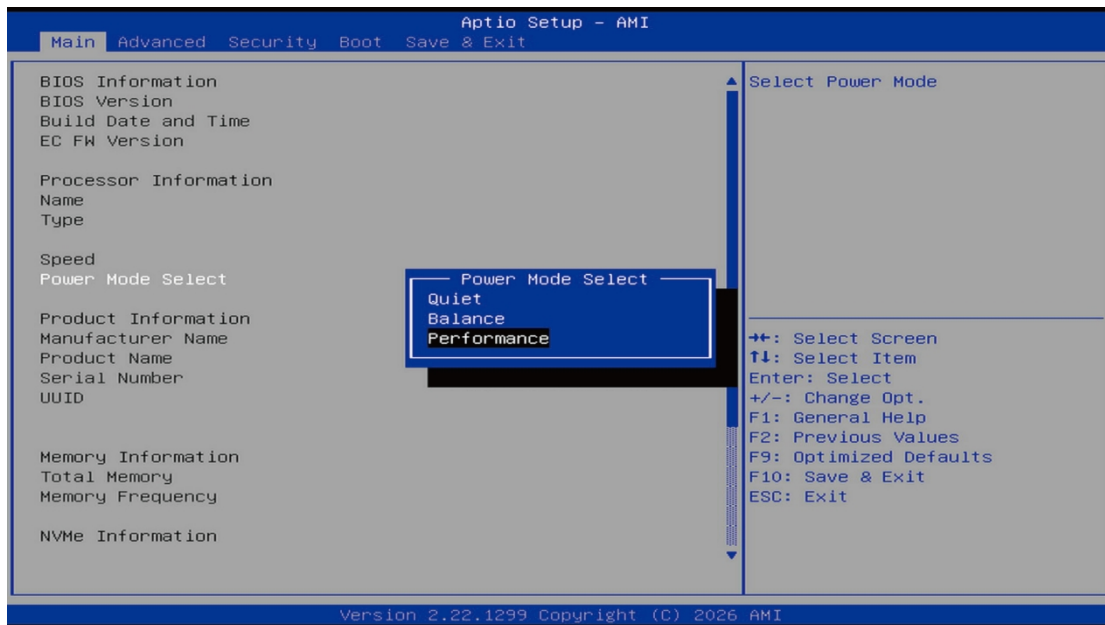 Aptio Setup - AMI
Main Advanced Security Boot Save & Exit
BIOS Information
BIOS Version
Build Date and Time
EC FW Version
Processor Information
Name
Type
Speed
Power Mode Select
Product Information
Manufacturer Name
Product Name
Serial Number
UUID
Memory Information
Total Memory
Memory Frequency
NVMe Information
Power Mode Select
Quiet
Balance
Performance
Select Power Mode
→←: Select Screen
↑↓: Select Item
Enter: Select
+/-: Change Opt.
F1: General Help
F2: Previous Values
F9: Optimized Defaults
F10: Save & Exit
ESC: Exit
Version 2.22.1299 Copyright (C) 2026 AMI